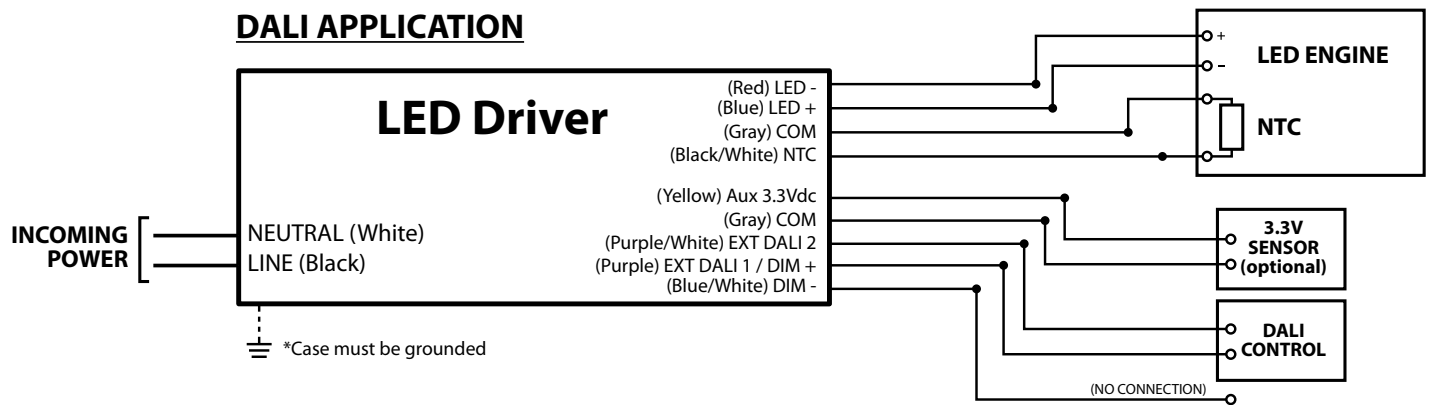 DALI APPLICATION
LED Driver
(Red) LED -
(Blue) LED +
(Gray) COM
(Black/White) NTC
(Yellow) Aux 3.3Vdc
(Gray) COM
(Purple/White) EXT DALI 2
(Purple) EXT DALI 1 / DIM +
(Blue/White) DIM -
INCOMING
POWER
NEUTRAL (White)
LINE (Black)
*Case must be grounded
+
–
LED ENGINE
NTC
3.3V
SENSOR
(optional)
DALI
CONTROL
(NO CONNECTION)